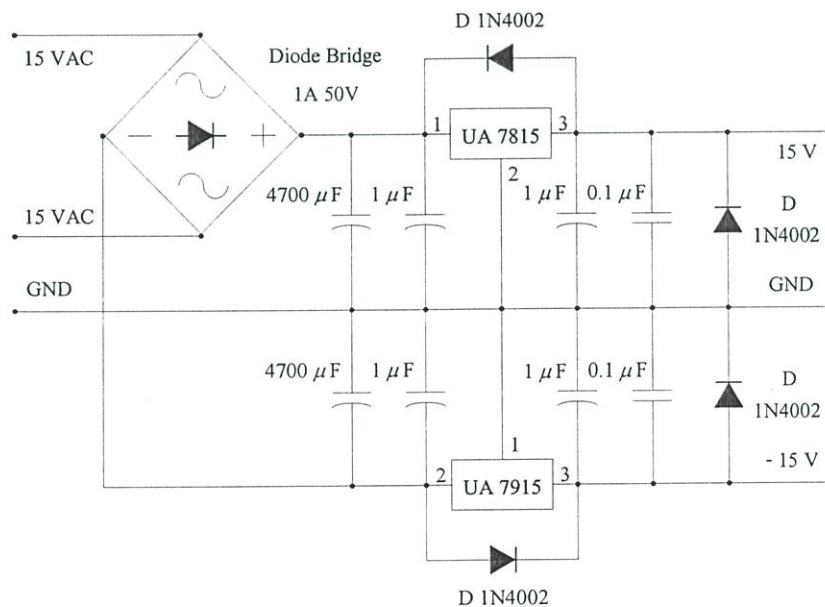 D 1N4002
15 VAC
Diode Bridge
1A 50V
1
UA 7815
3
2
15 V
4700 μF
1 μF
1 μF
0.1 μF
D
1N4002
15 VAC
GND
GND
4700 μF
1 μF
1 μF
0.1 μF
D
1N4002
1
- 15 V
2
UA 7915
3
D 1N4002